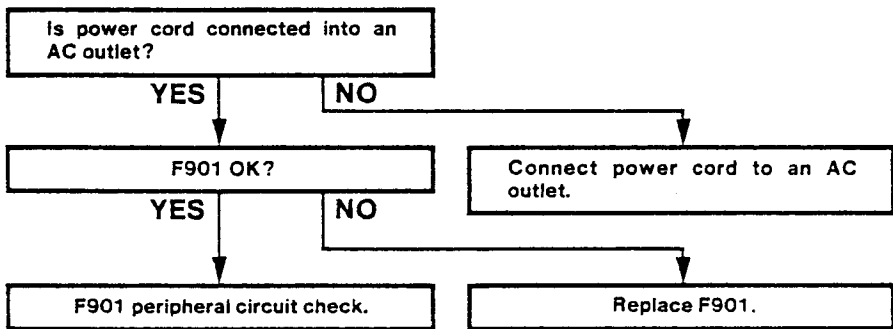 Is power cord connected into an
AC outlet?
YES NO
F901 OK?
Connect power cord to an AC
outlet.
YES NO
F901 peripheral circuit check.
Replace F901.